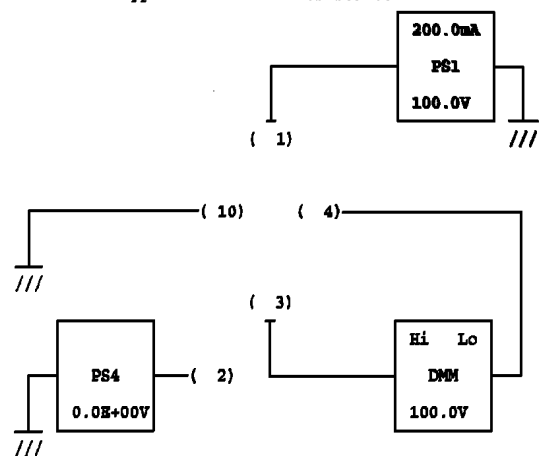 200.0mA
PS1
100.0V
( 1)
( 10) ( 4)
( 3)
Hi Lo
PS4 ( 2) DMM
0.0E+00V 100.0V